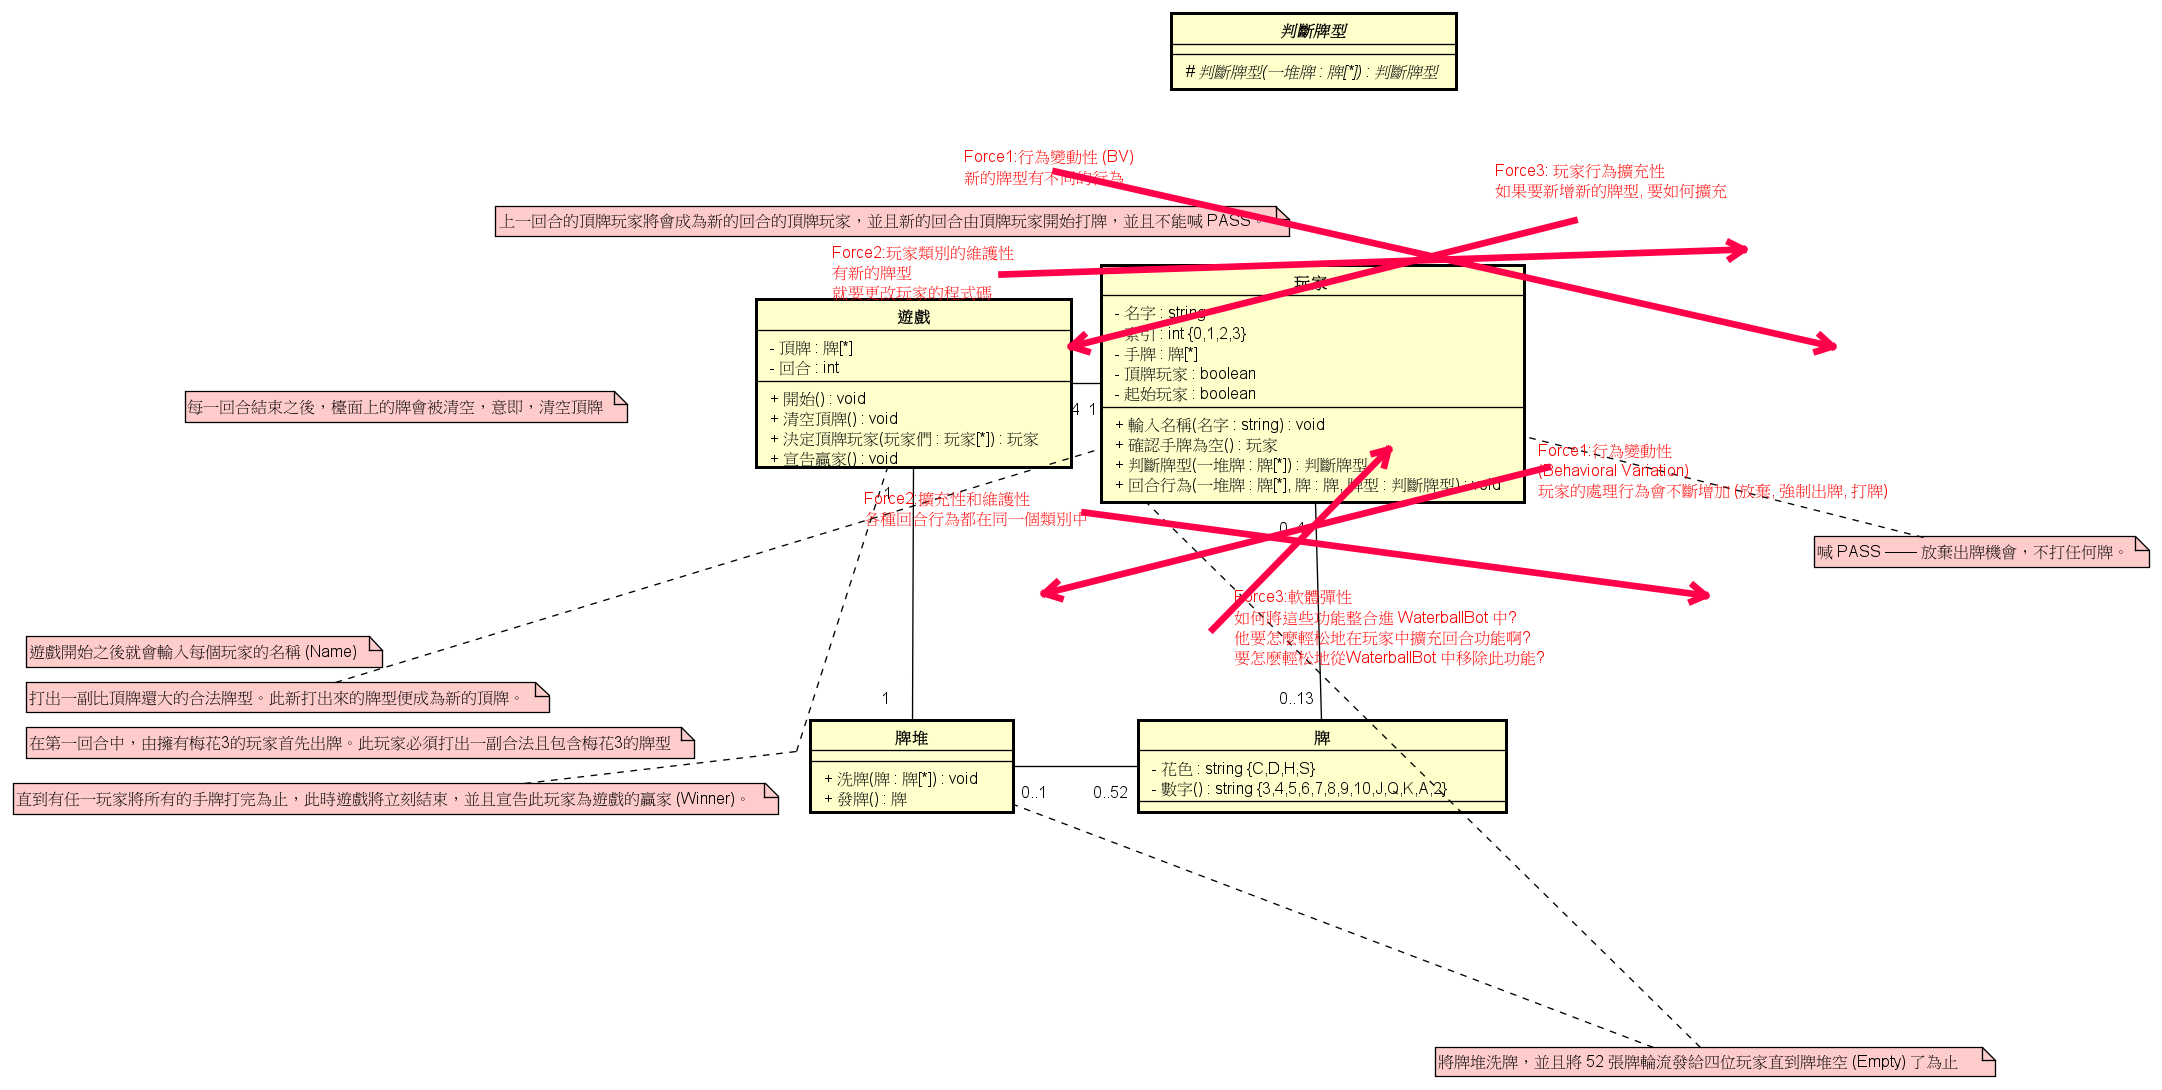 判斷牌型
# 判斷牌型(一堆牌 : 牌[*]) : 判斷牌型
Force1:行為變動性 (BV)
新的牌型有不同的行為
Force3: 玩家行為擴充性
如果要新增新的牌型, 要如何擴充
上一回合的頂牌玩家將會成為新的回合的頂牌玩家，並且新的回合由頂牌玩家開始打牌，並且不能喊 PASS。
Force2:玩家類別的維護性
有新的牌型
就要更改玩家的程式碼
遊戲
- 頂牌 : 牌[*]
- 回合 : int
+ 開始() : void
+ 清空頂牌() : void
+ 決定頂牌玩家(玩家們 : 玩家[*]) : 玩家
+ 宣告贏家() : void
玩家
- 名字 : string
- 索引 : int {0,1,2,3}
- 手牌 : 牌[*]
- 頂牌玩家 : boolean
- 起始玩家 : boolean
+ 輸入名稱(名字 : string) : void
+ 確認手牌為空() : 玩家
+ 判斷牌型(一堆牌 : 牌[*]) : 判斷牌型
+ 回合行為(一堆牌 : 牌[*], 牌 : 牌, 牌型 : 判斷牌型) : void
4
1
每一回合結束之後，檯面上的牌會被清空，意即，清空頂牌
Force1:行為變動性
(Behavioral Variation)
玩家的處理行為會不斷增加 (放棄, 強制出牌, 打牌)
1
Force2:擴充性和維護性
各種回合行為都在同一個類別中
0..4
喊 PASS —— 放棄出牌機會，不打任何牌。
Force3:軟體彈性
如何將這些功能整合進 WaterballBot 中?
他要怎麼輕松地在玩家中擴充回合功能啊?
要怎麼輕松地從WaterballBot 中移除此功能?
遊戲開始之後就會輸入每個玩家的名稱 (Name)
打出一副比頂牌還大的合法牌型。此新打出來的牌型便成為新的頂牌。
1
0..13
在第一回合中，由擁有梅花3的玩家首先出牌。此玩家必須打出一副合法且包含梅花3的牌型
直到有任一玩家將所有的手牌打完為止，此時遊戲將立刻結束，並且宣告此玩家為遊戲的贏家 (Winner)。
牌堆
+ 洗牌(牌 : 牌[*]) : void
+ 發牌() : 牌
0..1
0..52
牌
- 花色 : string {C,D,H,S}
- 數字() : string {3,4,5,6,7,8,9,10,J,Q,K,A,2}
將牌堆洗牌，並且將 52 張牌輪流發給四位玩家直到牌堆空 (Empty) 了為止